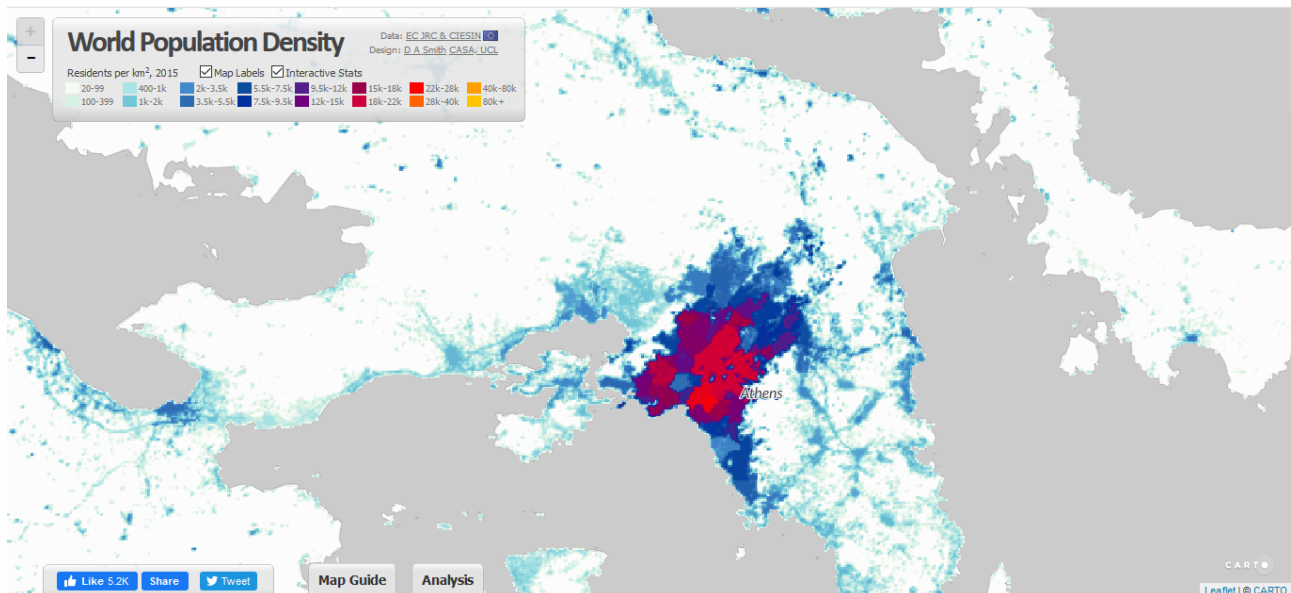 +
−
World Population Density
Data: EC JRC & CIESIN
Design: D A Smith CASA, UCL
Residents per km², 2015 Map Labels Interactive Stats
20-99 400-1k 2k-3.5k 5.5k-7.5k 9.5k-12k 15k-18k 22k-28k 40k-80k
100-399 1k-2k 3.5k-5.5k 7.5k-9.5k 12k-15k 18k-22k 28k-40k 80k+
Athens
Like 5.2K Share Tweet
Map Guide
Analysis
CARTO
Leaflet | © CARTO